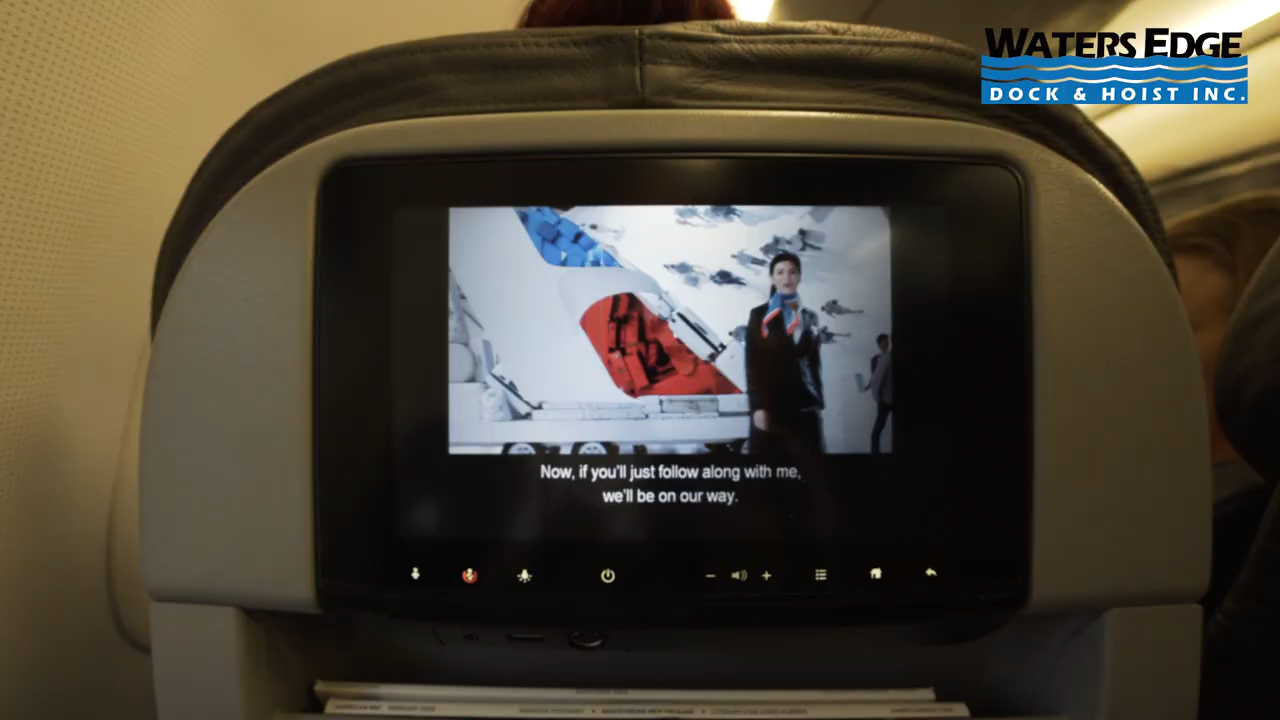 WATERS EDGE
DOCK & HOIST INC.
Now, if you'll just follow along with me,
we'll be on our way.